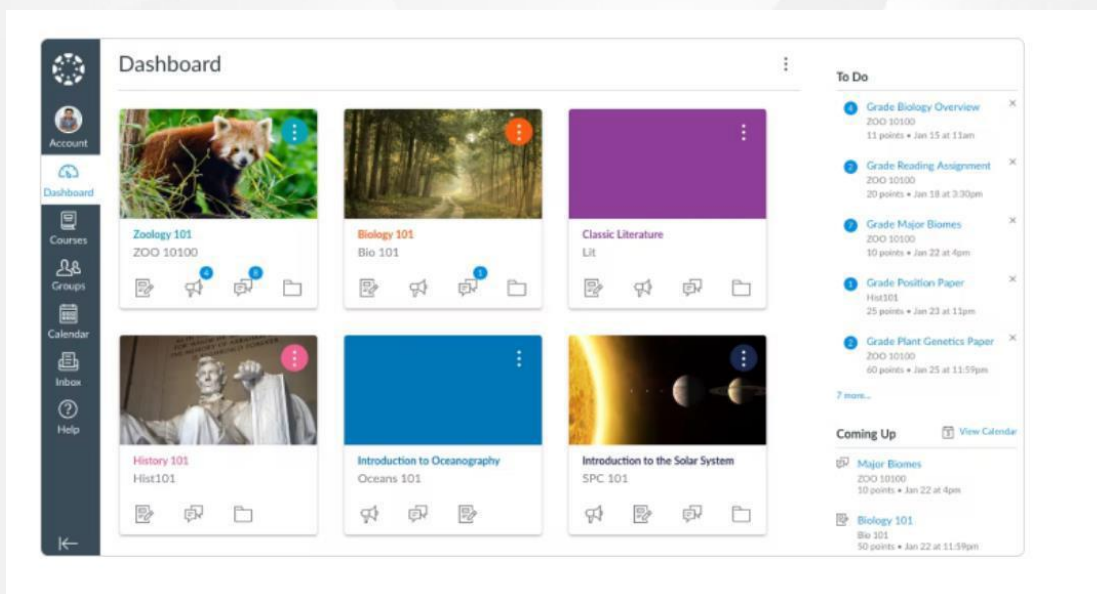 Dashboard
Account
Dashboard
Courses
Groups
Calendar
Inbox
Help
4
8
Zoology 101
ZOO 10100
1
Biology 101
Bio 101
Classic Literature
Lit
History 101
Hist101
Introduction to Oceanography
Oceans 101
Introduction to the Solar System
SPC 101
To Do
4 Grade Biology Overview
ZOO 10100
11 points • Jan 15 at 11am
2 Grade Reading Assignment
ZOO 10100
20 points • Jan 18 at 3:30pm
Grade Major Biomes
ZOO 10100
10 points • Jan 22 at 4pm
1 Grade Position Paper
Hist101
25 points • Jan 23 at 11pm
2 Grade Plant Genetics Paper
ZOO 10100
60 points • Jan 25 at 11:59pm
7 more...
Coming Up
View Calendar
Major Biomes
ZOO 10100
10 points • Jan 22 at 4pm
Biology 101
Bio 101
50 points • Jan 22 at 11:59pm